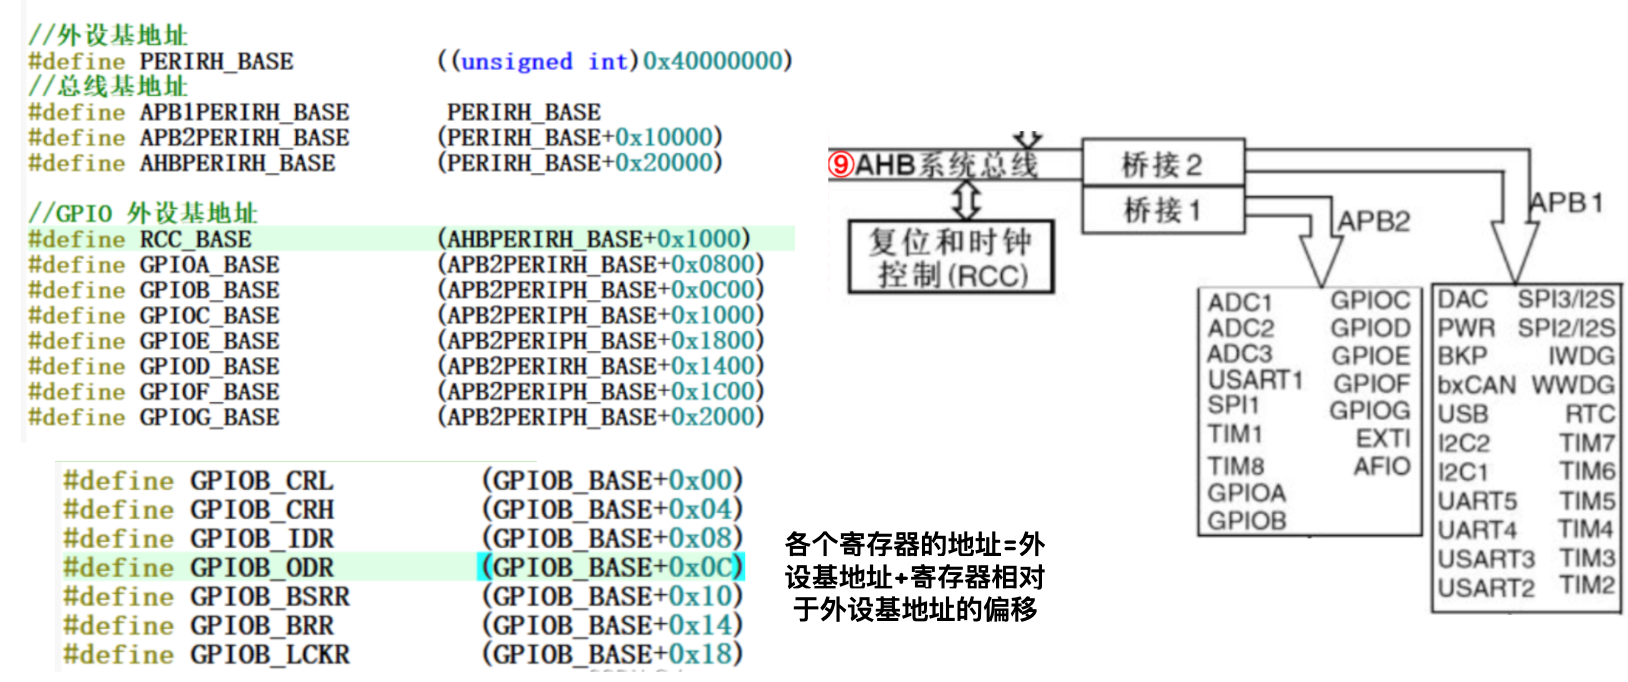 //外设基地址
#define PERIRH_BASE ((unsigned int)0x40000000)
//总线基地址
#define APB1PERIRH_BASE PERIRH_BASE
#define APB2PERIRH_BASE (PERIRH_BASE+0x10000)
#define AHBPERIRH_BASE (PERIRH_BASE+0x20000)
//GPIO 外设基地址
#define RCC_BASE (AHBPERIRH_BASE+0x1000)
#define GPIOA_BASE (APB2PERIRH_BASE+0x0800)
#define GPIOB_BASE (APB2PERIPH_BASE+0x0C00)
#define GPIOC_BASE (APB2PERIPH_BASE+0x1000)
#define GPIOE_BASE (APB2PERIPH_BASE+0x1800)
#define GPIOD_BASE (APB2PERIRH_BASE+0x1400)
#define GPIOF_BASE (APB2PERIPH_BASE+0x1C00)
#define GPIOG_BASE (APB2PERIPH_BASE+0x2000)
#define GPIOB_CRL (GPIOB_BASE+0x00)
#define GPIOB_CRH (GPIOB_BASE+0x04)
#define GPIOB_IDR (GPIOB_BASE+0x08)
#define GPIOB_ODR (GPIOB_BASE+0x0C)
#define GPIOB_BSRR (GPIOB_BASE+0x10)
#define GPIOB_BRR (GPIOB_BASE+0x14)
#define GPIOB_LCKR (GPIOB_BASE+0x18)
各个寄存器的地址=外
设基地址+寄存器相对
于外设基地址的偏移
⑨AHB系统总线
桥接2
桥接1
复位和时钟
控制(RCC)
APB2
APB1
ADC1 GPIOC
ADC2 GPIOD
ADC3 GPIOE
USART1 GPIOF
SPI1 GPIOG
TIM1 EXTI
TIM8 AFIO
GPIOA
GPIOB
DAC SPI3/I2S
PWR SPI2/I2S
BKP IWDG
bxCAN WWDG
USB RTC
I2C2 TIM7
I2C1 TIM6
UART5 TIM5
UART4 TIM4
USART3 TIM3
USART2 TIM2